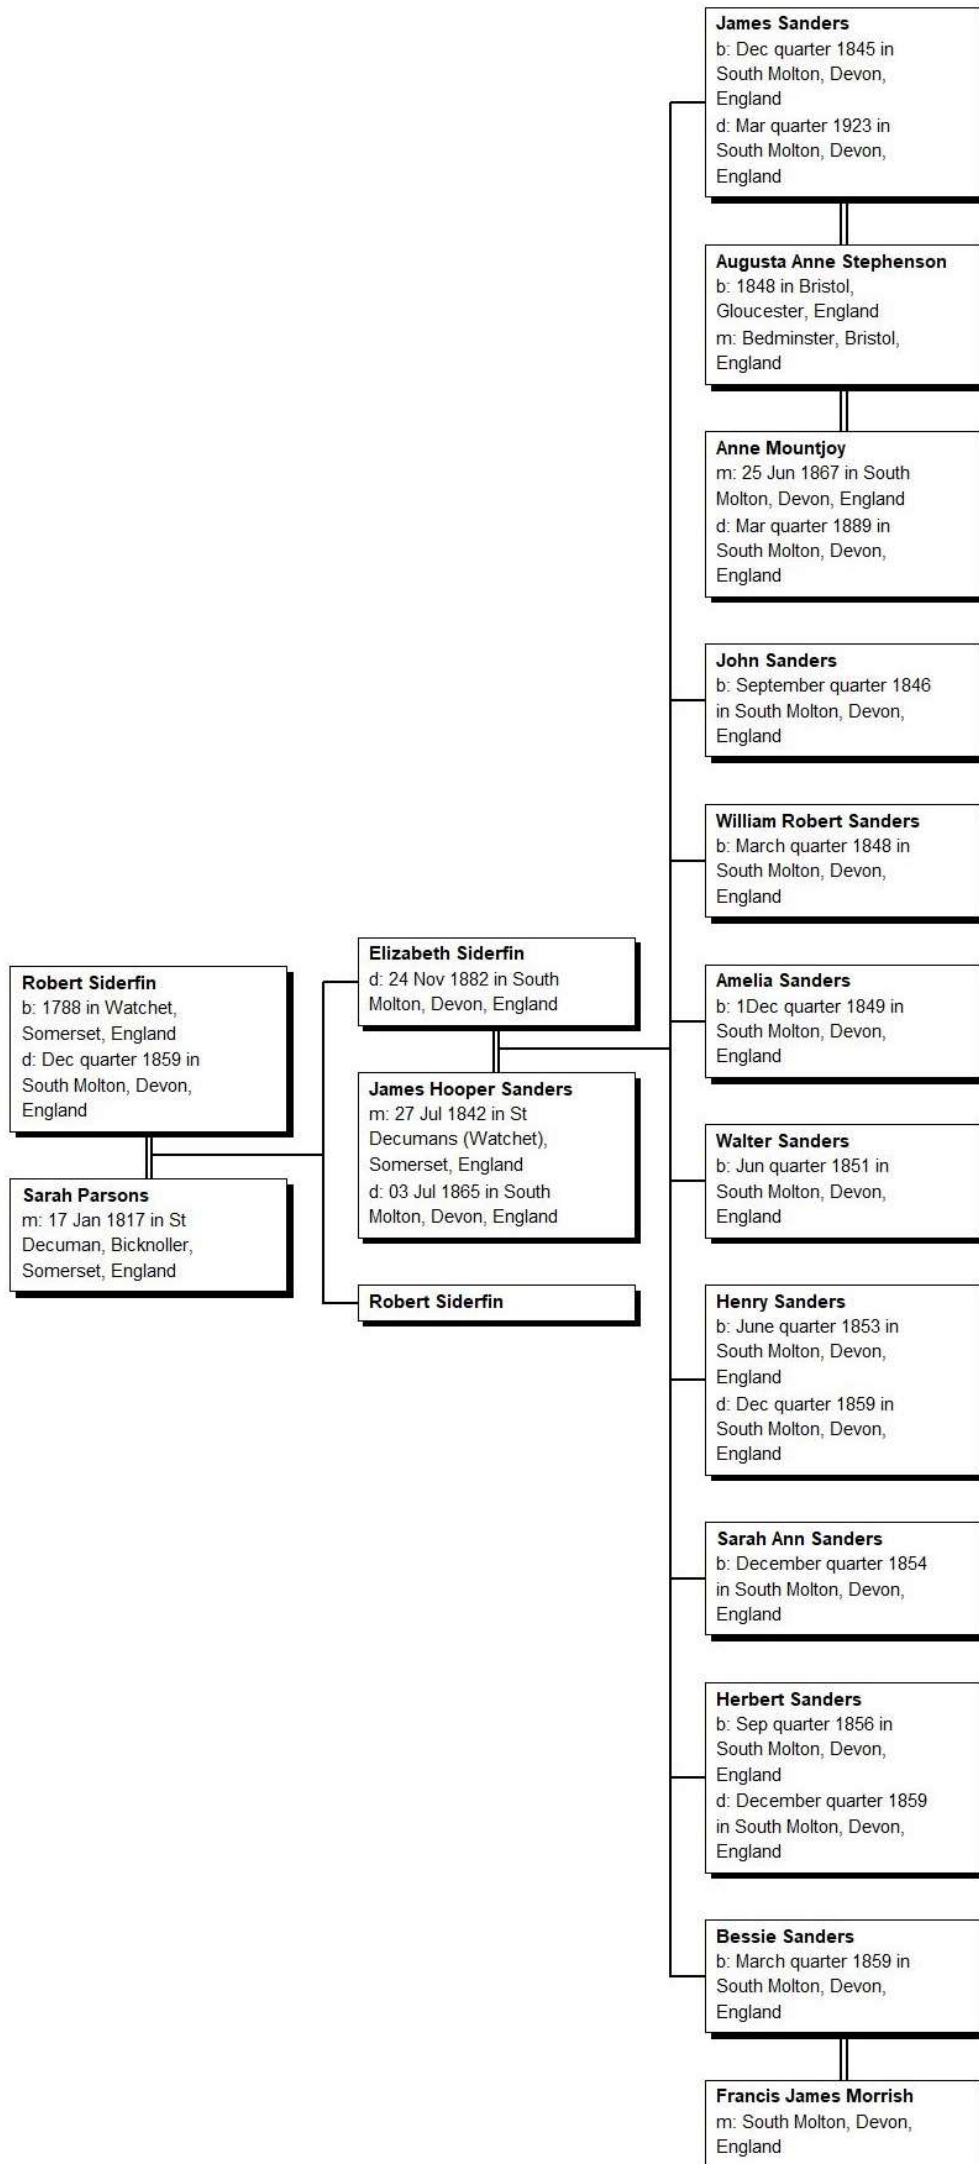 Robert Siderfin
b: 1788 in Watchet,
Somerset, England
d: Dec quarter 1859 in
South Molton, Devon,
England
Sarah Parsons
m: 17 Jan 1817 in St
Decuman, Bicknoller,
Somerset, England
Elizabeth Siderfin
d: 24 Nov 1882 in South
Molton, Devon, England
James Hooper Sanders
m: 27 Jul 1842 in St
Decumans (Watchet),
Somerset, England
d: 03 Jul 1865 in South
Molton, Devon, England
Robert Siderfin
James Sanders
b: Dec quarter 1845 in
South Molton, Devon,
England
d: Mar quarter 1923 in
South Molton, Devon,
England
Augusta Anne Stephenson
b: 1848 in Bristol,
Gloucester, England
m: Bedminster, Bristol,
England
Anne Mountjoy
m: 25 Jun 1867 in South
Molton, Devon, England
d: Mar quarter 1889 in
South Molton, Devon,
England
John Sanders
b: September quarter 1846
in South Molton, Devon,
England
William Robert Sanders
b: March quarter 1848 in
South Molton, Devon,
England
Amelia Sanders
b: 1Dec quarter 1849 in
South Molton, Devon,
England
Walter Sanders
b: Jun quarter 1851 in
South Molton, Devon,
England
Henry Sanders
b: June quarter 1853 in
South Molton, Devon,
England
d: Dec quarter 1859 in
South Molton, Devon,
England
Sarah Ann Sanders
b: December quarter 1854
in South Molton, Devon,
England
Herbert Sanders
b: Sep quarter 1856 in
South Molton, Devon,
England
d: December quarter 1859
in South Molton, Devon,
England
Bessie Sanders
b: March quarter 1859 in
South Molton, Devon,
England
Francis James Morrish
m: South Molton, Devon,
England